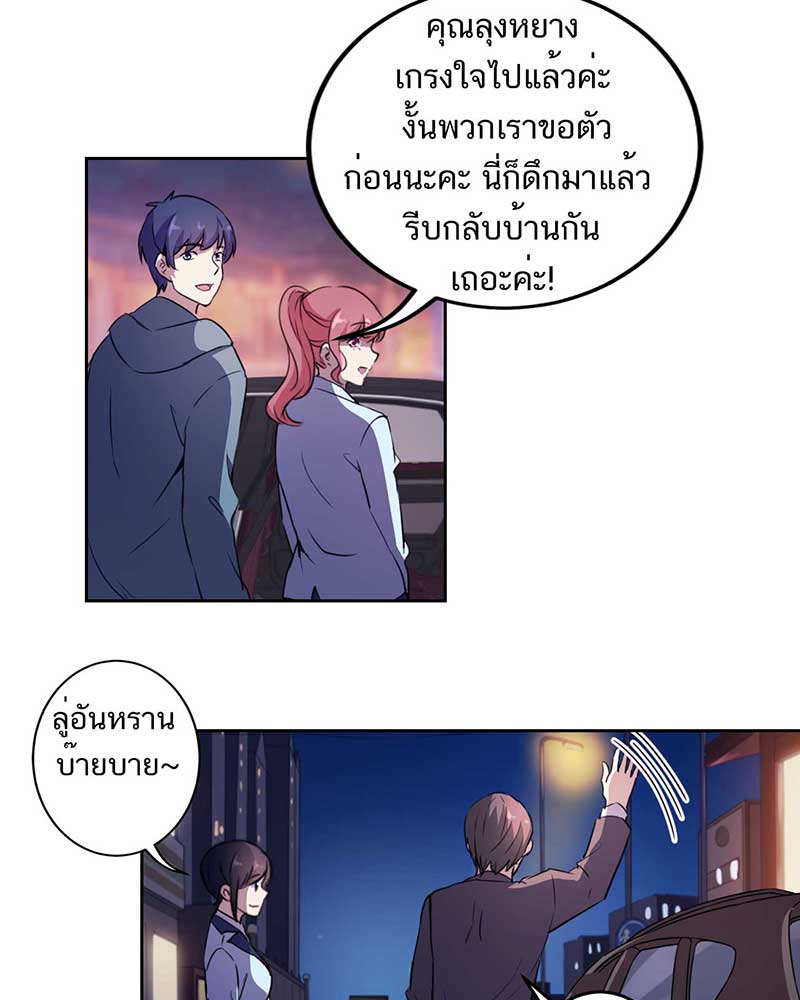 คุณลุงหยาง
เกรงใจไปแล้วค่ะ
งั้นพวกเราขอตัว
ก่อนนะคะ นี่ก็ดึกมาแล้ว
รีบกลับบ้านกัน
เถอะค่ะ!
ลู่อันหราน
บ๊ายบาย~